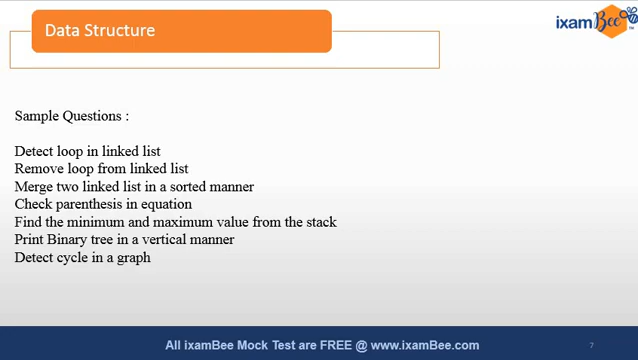 Data Structure
ixamBee
Sample Questions :
Detect loop in linked list
Remove loop from linked list
Merge two linked list in a sorted manner
Check parenthesis in equation
Find the minimum and maximum value from the stack
Print Binary tree in a vertical manner
Detect cycle in a graph
All ixamBee Mock Test are FREE @ www.ixamBee.com
7